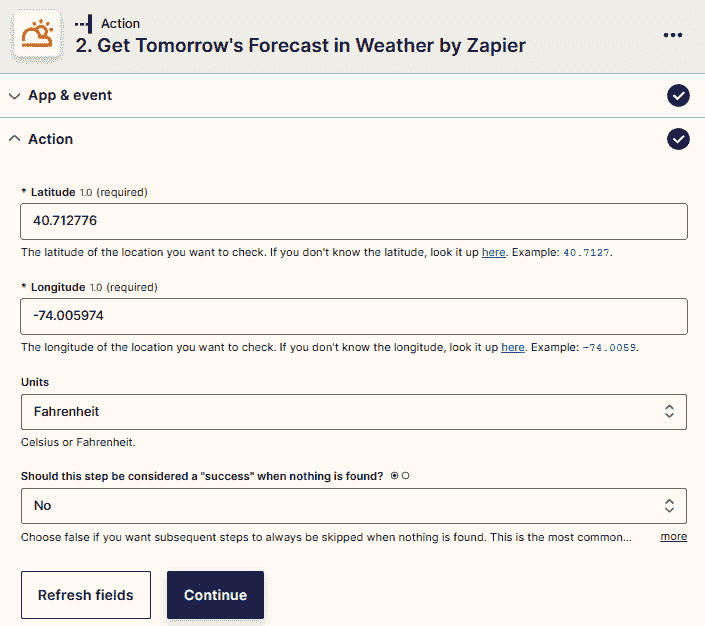 Action
2. Get Tomorrow's Forecast in Weather by Zapier
App & event
Action
* Latitude 1.0 (required)
40.712776
The latitude of the location you want to check. If you don't know the latitude, look it up here. Example: 40.7127.
* Longitude 1.0 (required)
-74.005974
The longitude of the location you want to check. If you don't know the longitude, look it up here. Example: -74.0059.
Units
Fahrenheit
Celsius or Fahrenheit.
Should this step be considered a "success" when nothing is found?
No
Choose false if you want subsequent steps to always be skipped when nothing is found. This is the most common... more
Refresh fields Continue